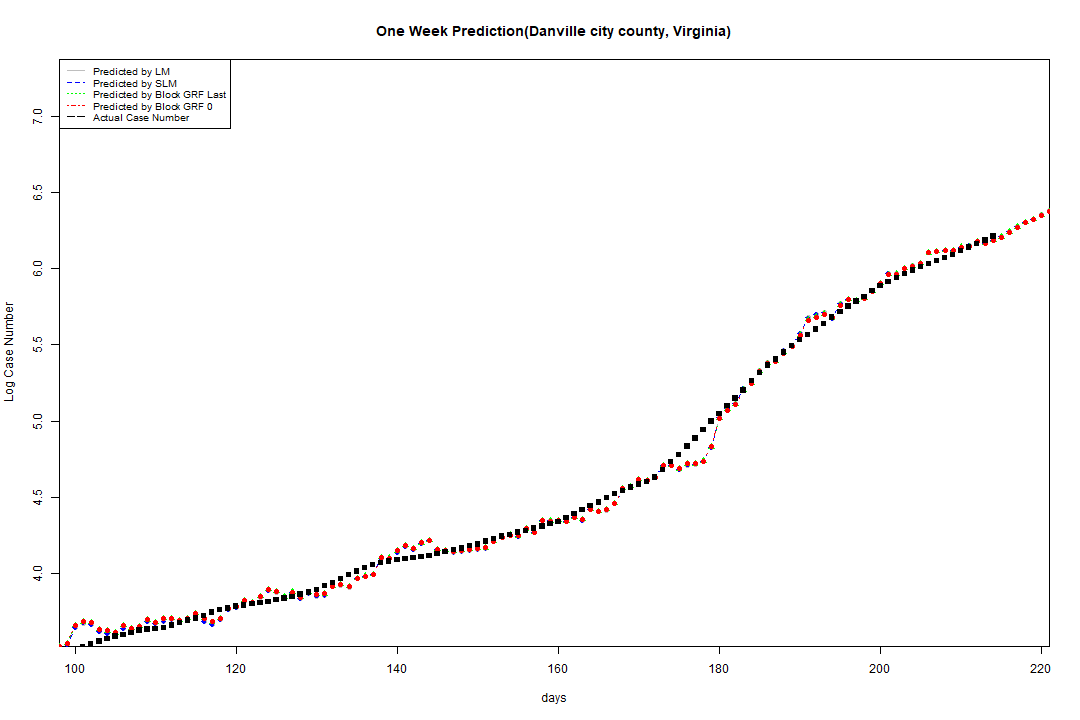 One Week Prediction(Danville city county, Virginia)
Predicted by LM
Predicted by SLM
Predicted by Block GRF Last
Predicted by Block GRF 0
Actual Case Number
7.0
6.5
6.0
5.5
5.0
4.5
4.0
Log Case Number
100 120 140 160 180 200 220
days